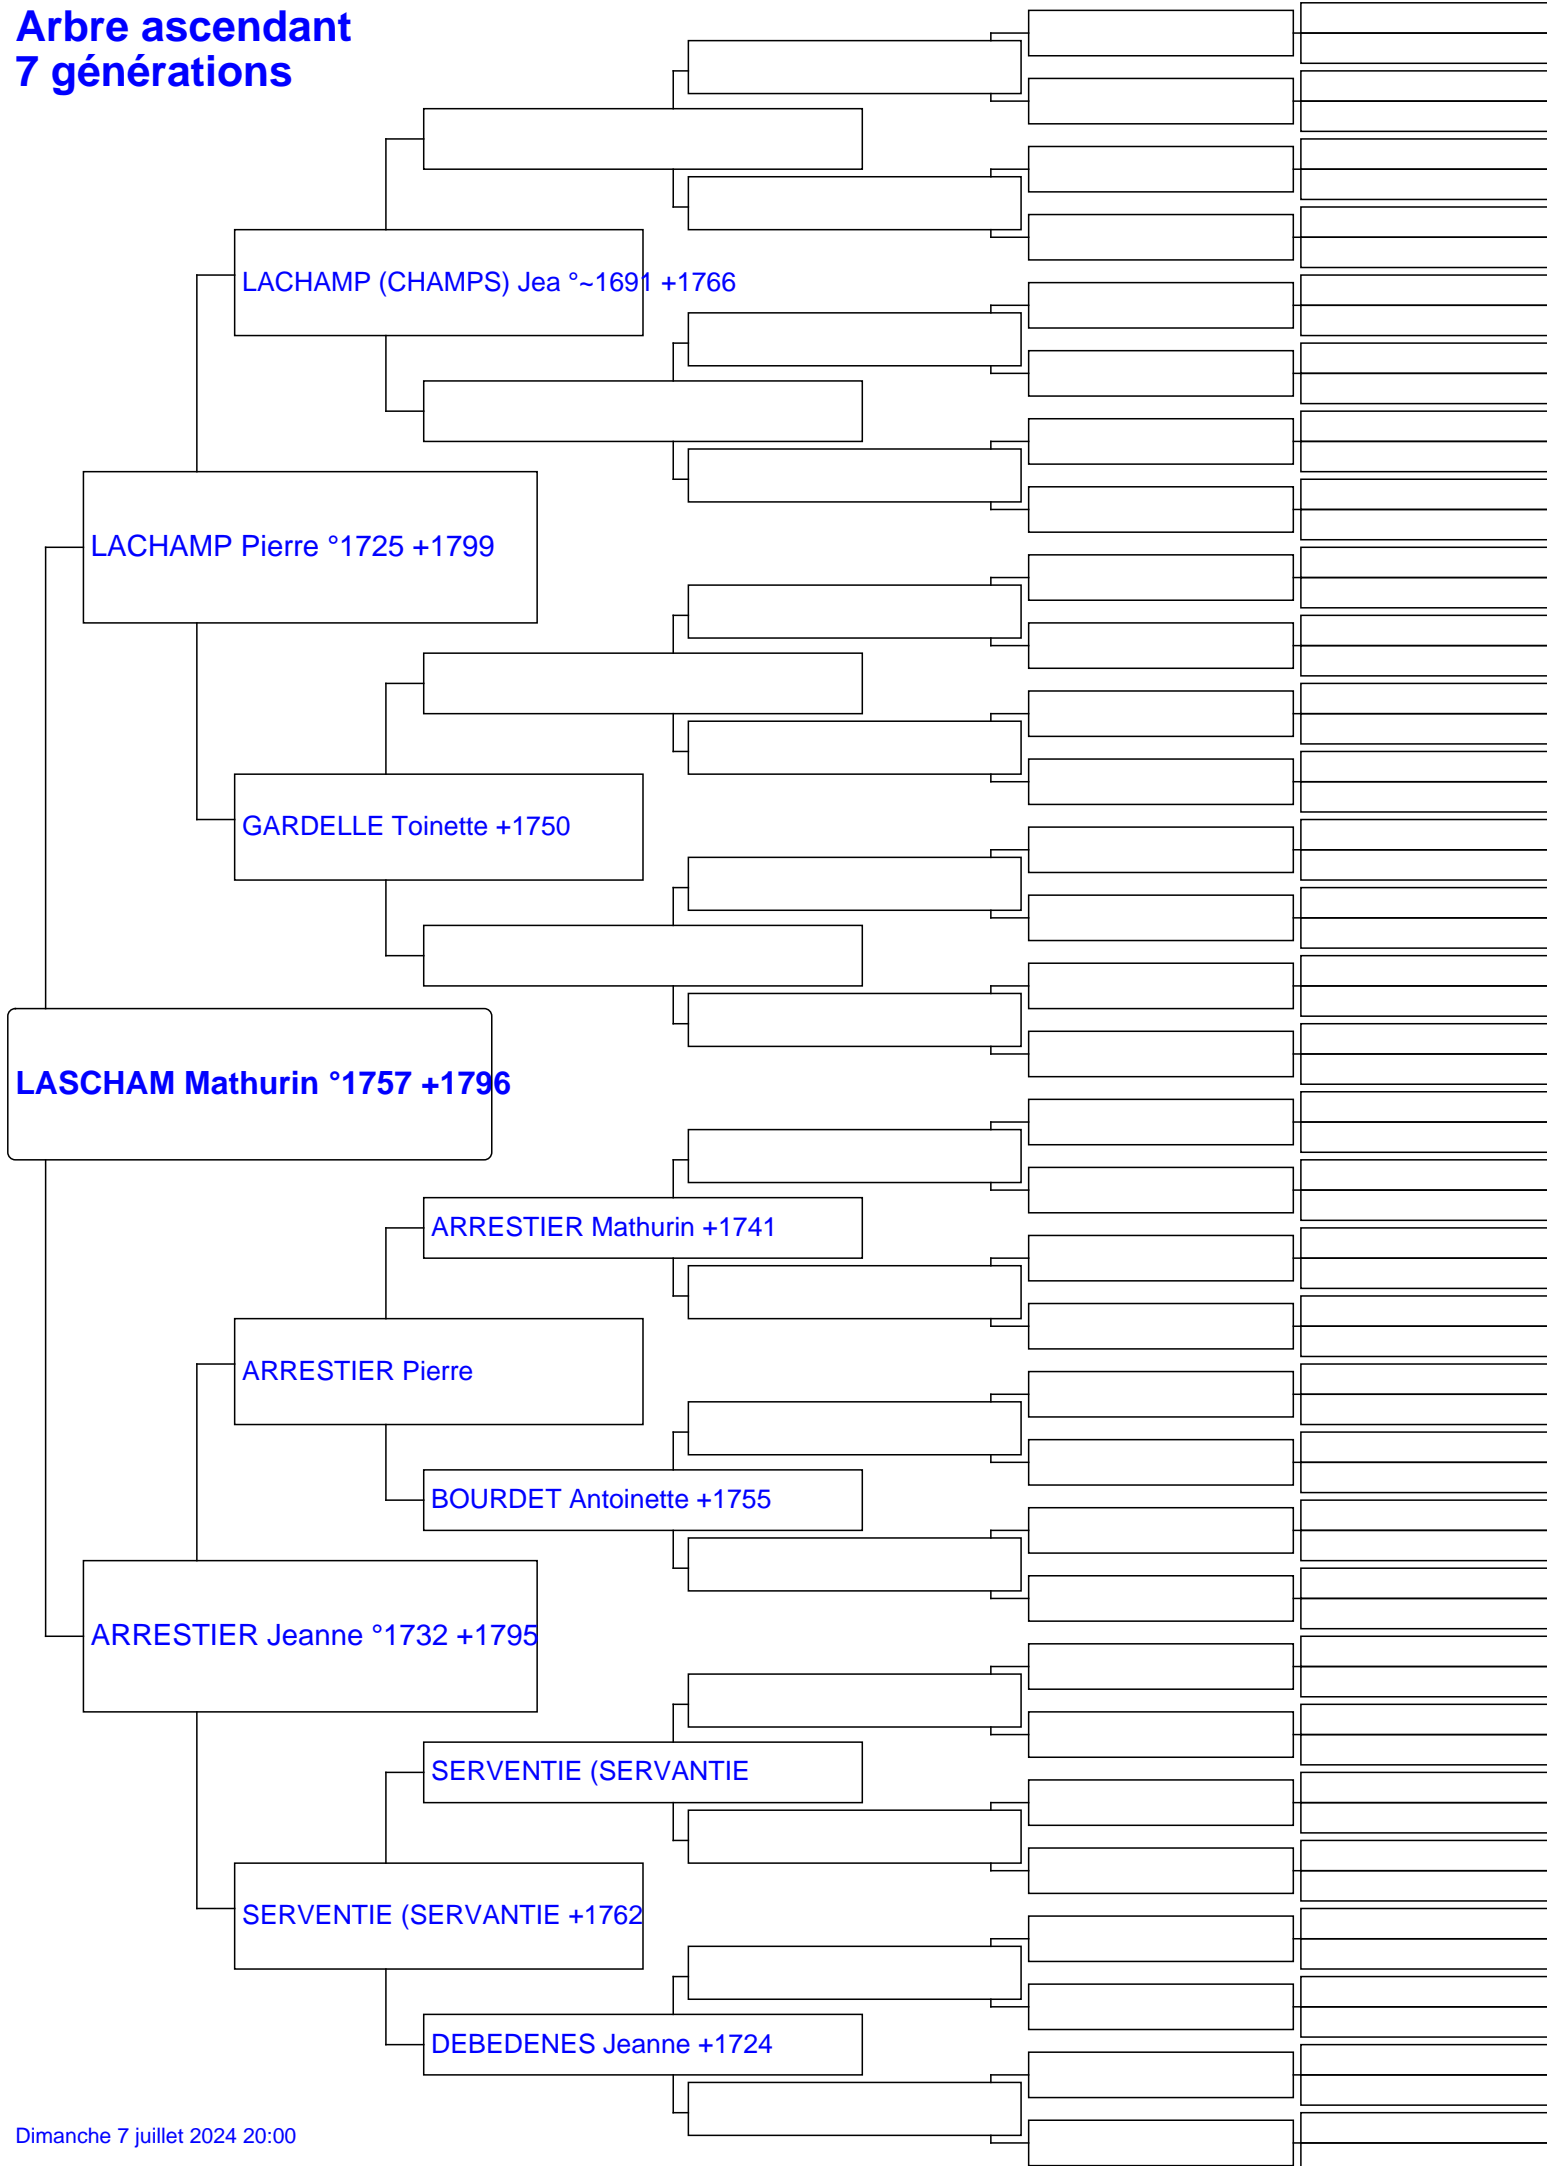 Arbre ascendant
7 générations
LACHAMP (CHAMPS) Jea °~1691 +1766
LACHAMP Pierre °1725 +1799
GARDELLE Toinette +1750
LASCHAM Mathurin °1757 +1796
ARRESTIER Mathurin +1741
ARRESTIER Pierre
BOURDET Antoinette +1755
ARRESTIER Jeanne °1732 +1795
SERVENTIE (SERVANTIE
SERVENTIE (SERVANTIE +1762
DEBEDENES Jeanne +1724
Dimanche 7 juillet 2024 20:00